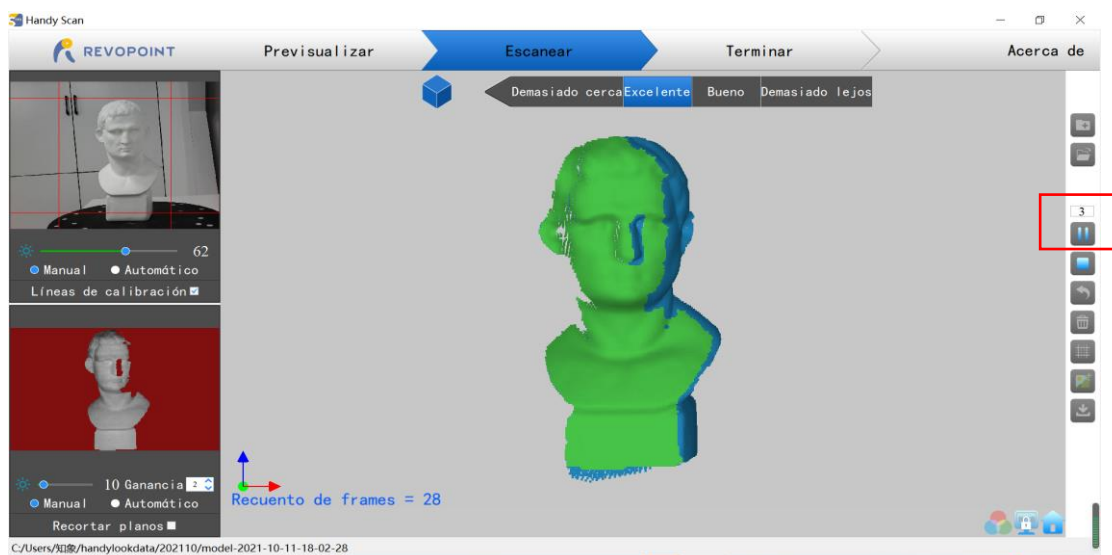 Handy Scan
REVOPOINT Previsualizar Escanear Terminar Acerca de
Demasiado cerca Excelente Bueno Demasiado lejos
3
62
Manual Automático
Líneas de calibración
10 Ganancia 2
Manual Automático
Recortar planos
Recuento de frames = 28
C:/Users/知象/handylookdata/202110/model-2021-10-11-18-02-28